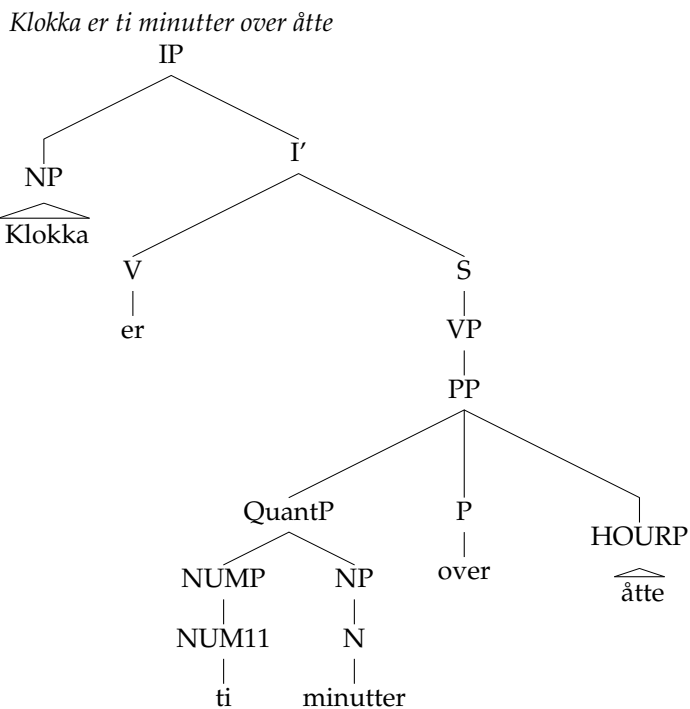 Klokka er ti minutter over åtte
IP
I’
NP
Klokka
V S
er VP
PP
QuantP P
HOURP
over
åtte
NUMP NP
NUM11 N
ti minutter